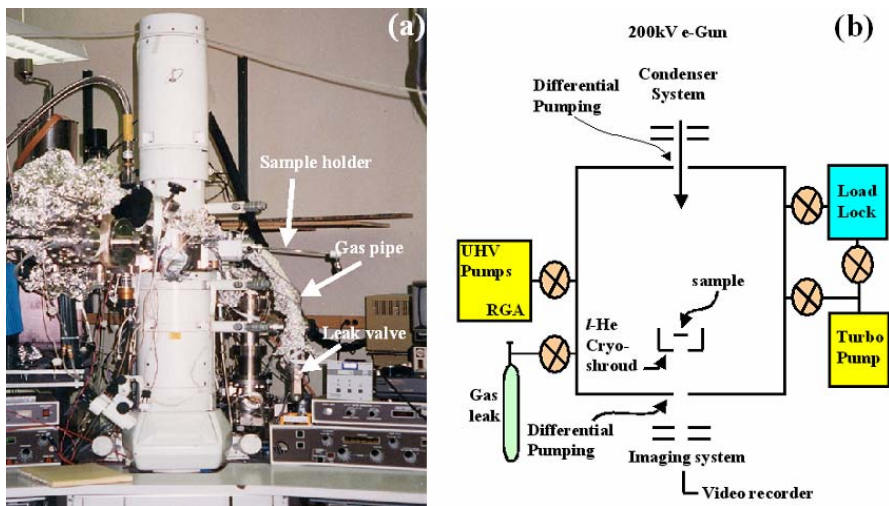 (a)
Sample holder
Gas pipe
Leak valve
(b)
200kV e-Gun
Differential
Pumping
Condenser
System
Load
Lock
UHV
Pumps
RGA
sample
l-He
Cryo-
shroud
Turbo
Pump
Gas
leak
Differential
Pumping
Imaging system
Video recorder